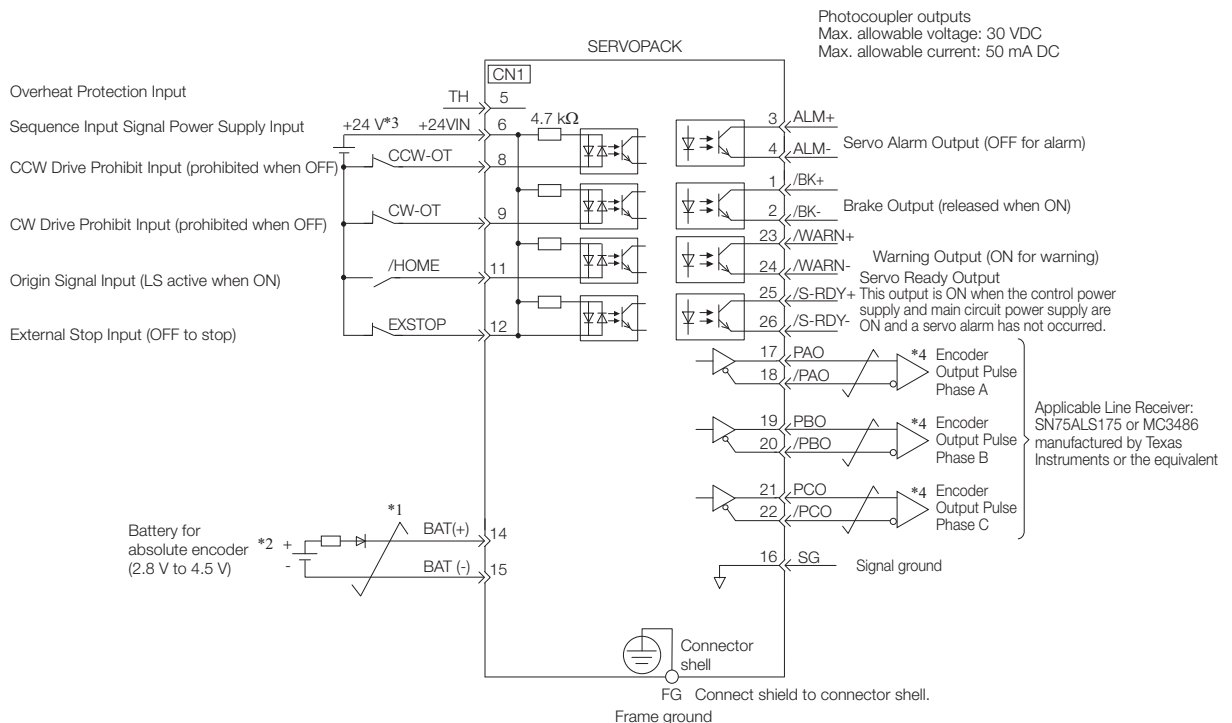 Photocoupler outputs
Max. allowable voltage: 30 VDC
Max. allowable current: 50 mA DC
SERVOPACK
CN1
Overheat Protection Input
TH
5
Sequence Input Signal Power Supply Input
+24 V*3
+24VIN
6
4.7 kΩ
CCW Drive Prohibit Input (prohibited when OFF)
CCW-OT
8
CW Drive Prohibit Input (prohibited when OFF)
CW-OT
9
Origin Signal Input (LS active when ON)
/HOME
11
External Stop Input (OFF to stop)
EXSTOP
12
3
ALM+
4
ALM-
Servo Alarm Output (OFF for alarm)
1
/BK+
2
/BK-
Brake Output (released when ON)
23
/WARN+
24
/WARN-
Warning Output (ON for warning)
25
/S-RDY+
26
/S-RDY-
Servo Ready Output
This output is ON when the control power
supply and main circuit power supply are
ON and a servo alarm has not occurred.
17
PAO
18
/PAO
*4
Encoder
Output Pulse
Phase A
19
PBO
20
/PBO
*4
Encoder
Output Pulse
Phase B
21
PCO
22
/PCO
*4
Encoder
Output Pulse
Phase C
Applicable Line Receiver:
SN75ALS175 or MC3486
manufactured by Texas
Instruments or the equivalent
Battery for
absolute encoder
(2.8 V to 4.5 V)
*2
+
-
*1
BAT(+)
14
BAT (-)
15
16
SG
Signal ground
Connector
shell
FG
Connect shield to connector shell.
Frame ground